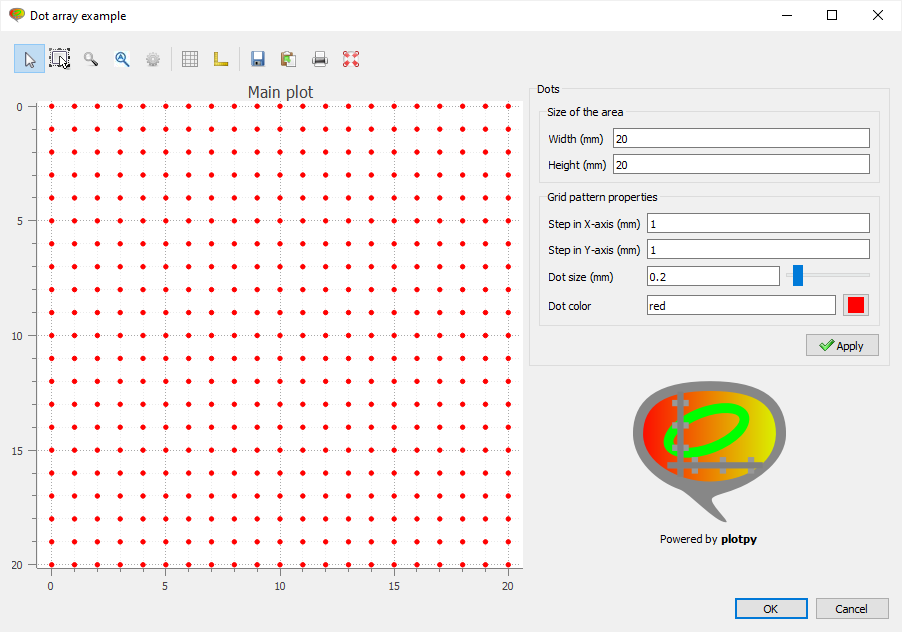 Dot array example
Main plot
0
5
10
15
20
0 5 10 15 20
Dots
Size of the area
Width (mm) 20
Height (mm) 20
Grid pattern properties
Step in X-axis (mm) 1
Step in Y-axis (mm) 1
Dot size (mm) 0.2
Dot color red
Apply
Powered by plotpy
OK Cancel